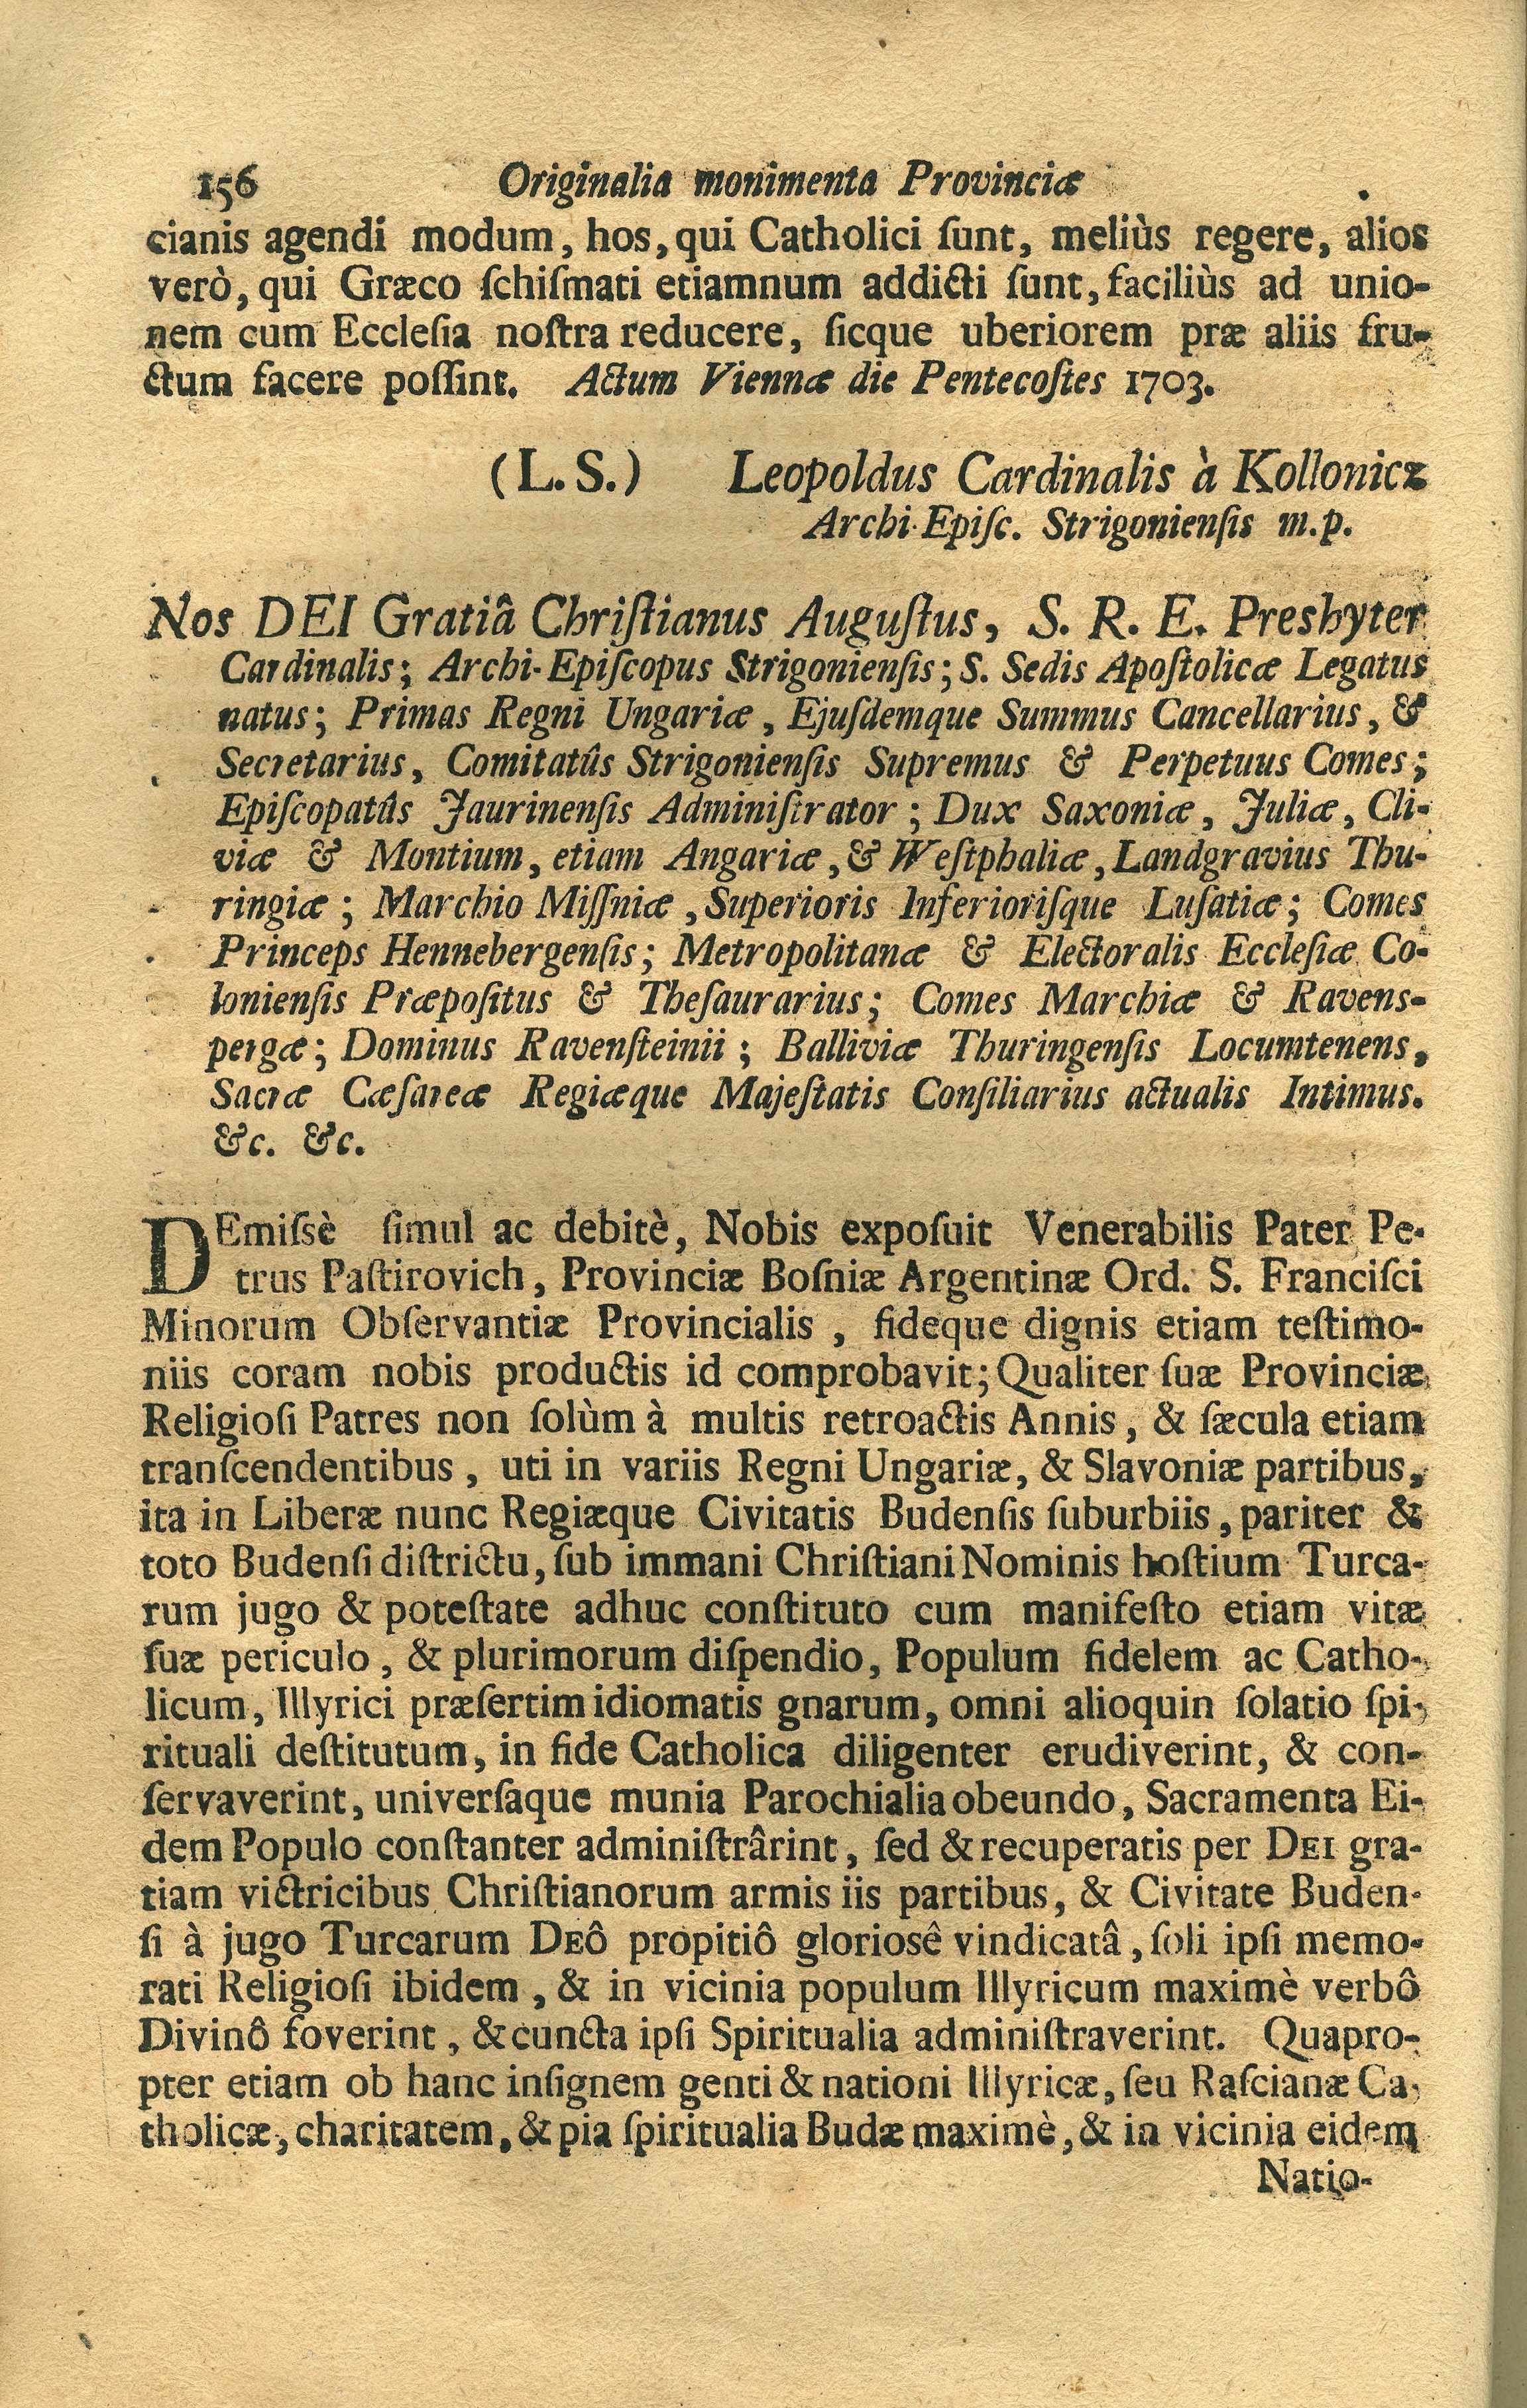 156 Originalia monimenta Provinciæ
cianis agendi modum, hos, qui Catholici ſunt, meliùs regere, alios
verò, qui Græco ſchiſmati etiamnum addicti ſunt, faciliùs ad unio-
nem cum Eccleſia noſtra reducere, ſicque uberiorem præ aliis fru-
ctum facere poſſint. Actum Viennæ die Pentecoſtes 1703.
(L.S.) Leopoldus Cardinalis à Kollonicz
Archi-Epiſc. Strigonienſis m.p.
Nos DEI Gratiâ Chriſtianus Auguſtus, S. R. E. Presbyter
Cardinalis; Archi-Epiſcopus Strigonienſis; S. Sedis Apoſtolicæ Legatus
natus; Primas Regni Ungariæ, Ejuſdemque Summus Cancellarius, &
Secretarius, Comitatûs Strigonienſis Supremus & Perpetuus Comes;
Epiſcopatûs Jaurinenſis Adminiſtrator; Dux Saxoniæ, Juliæ, Cli-
viæ & Montium, etiam Angariæ, & Weſtphaliæ, Landgravius Thu-
ringiæ; Marchio Miſſniæ, Superioris Inferioriſque Luſatiæ; Comes
Princeps Hennebergenſis; Metropolitanæ & Electoralis Eccleſiæ Co-
lonienſis Præpoſitus & Theſaurarius; Comes Marchiæ & Ravens-
pergæ; Dominus Ravenſteinii; Balliviæ Thuringenſis Locumtenens,
Sacræ Cæſareæ Regiæque Majeſtatis Conſiliarius actualis Intimus.
&c. &c.
DEmiſsè ſimul ac debitè, Nobis expoſuit Venerabilis Pater Pe-
trus Paſtirovich, Provinciæ Boſniæ Argentinæ Ord. S. Franciſci
Minorum Obſervantiæ Provincialis, fideque dignis etiam teſtimo-
niis coram nobis productis id comprobavit; Qualiter ſuæ Provinciæ
Religioſi Patres non ſolùm à multis retroactis Annis, & ſæcula etiam
tranſcendentibus, uti in variis Regni Ungariæ, & Slavoniæ partibus,
ita in Liberæ nunc Regiæque Civitatis Budenſis ſuburbiis, pariter &
toto Budenſi diſtrictu, ſub immani Chriſtiani Nominis hoſtium Turca-
rum jugo & poteſtate adhuc conſtituto cum manifeſto etiam vitæ
ſuæ periculo, & plurimorum diſpendio, Populum fidelem ac Catho-
licum, Illyrici præſertim idiomatis gnarum, omni alioquin ſolatio ſpi-
rituali deſtitutum, in fide Catholica diligenter erudiverint, & con-
ſervaverint, univerſaque munia Parochialia obeundo, Sacramenta Ei-
dem Populo conſtanter adminiſtrârint, ſed & recuperatis per DEI gra-
tiam victricibus Chriſtianorum armis iis partibus, & Civitate Buden-
ſi à jugo Turcarum DEô propitiô glorioſê vindicatâ, ſoli ipſi memo-
rati Religioſi ibidem, & in vicinia populum Illyricum maximè verbô
Divinô foverint, & cuncta ipſi Spiritualia adminiſtraverint. Quapro-
pter etiam ob hanc inſignem genti & nationi Illyricæ, ſeu Raſcianæ Ca-
tholicæ, charitatem, & pia ſpiritualia Budæ maximè, & in vicinia eidem
Natio-